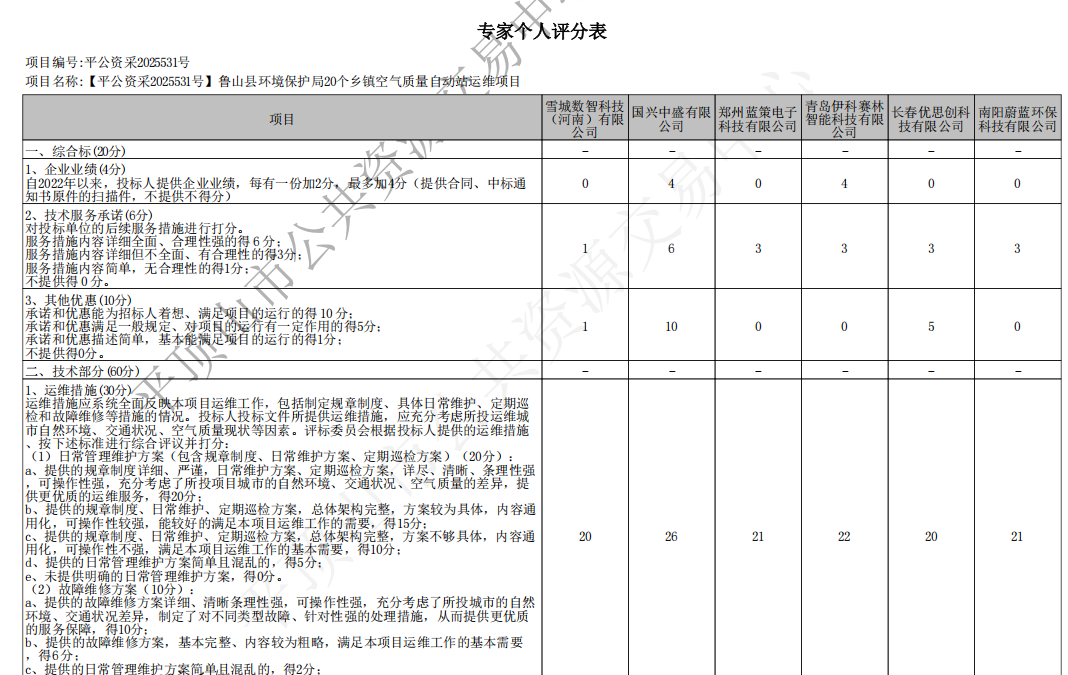 专家个人评分表
项目编号:平公资采2025531号
项目名称:【平公资采2025531号】鲁山县环境保护局20个乡镇空气质量自动站运维项目
项目
雪城数智科技
（河南）有限
公司
国兴中盛有限
公司
郑州蓝策电子
科技有限公司
青岛伊科赛林
智能科技有限
公司
长春优思创科
技有限公司
南阳蔚蓝环保
科技有限公司
一、综合标(20分) — — — — — —
1、企业业绩(4分)
自2022年以来，投标人提供企业业绩，每有一份加2分，最多加4分（提供合同、中标通
知书原件的扫描件，不提供不得分）
0 4 0 4 0 0
2、技术服务承诺(6分)
对投标单位的后续服务措施进行打分。
服务措施内容详细全面、合理性强的得６分；
服务措施内容详细但不全面、有合理性的得3分；
服务措施内容简单，无合理性的得1分；
不提供得０分。
1 6 3 3 3 3
3、其他优惠(10分)
承诺和优惠能为招标人着想、满足项目的运行的得 10 分；
承诺和优惠满足一般规定、对项目的运行有一定作用的得5分；
承诺和优惠描述简单，基本能满足项目的运行的得1分；
不提供得0分。
1 10 0 0 5 0
二、技术部分(60分) — — — — — —
1、运维措施(30分)
运维措施应系统全面反映本项目运维工作，包括制定规章制度、具体日常维护、定期巡
检和故障维修等措施的情况。投标人投标文件所提供运维措施，应充分考虑所投运维城
市自然环境、交通状况、空气质量现状等因素。评标委员会根据投标人提供的运维措施
、按下述标准进行综合评议并打分；
（1）日常管理维护方案（包含规章制度、日常维护方案、定期巡检方案）（20分）；
a、提供的规章制度详细、严谨，日常维护方案、定期巡检方案，详尽、清晰、条理性强
，可操作性强，充分考虑了所投项目城市的自然环境、交通状况、空气质量的差异，提
供更优质的运维服务，得20分；
b、提供的规章制度、日常维护、定期巡检方案，总体架构完整，方案较为具体，内容通
用化，可操作性较强，能较好的满足本项目运维工作的需要，得15分；
c、提供的规章制度、日常维护、定期巡检方案，总体架构完整，方案不够具体，内容通
用化，可操作性不强，满足本项目运维工作的基本需要，得10分；
d、提供的日常管理维护方案简单且混乱的，得5分；
e、未提供明确的日常管理维护方案，得0分。
（2）故障维修方案（10分）；
a、提供的故障维修方案详细、清晰条理性强，可操作性强，充分考虑了所投城市的自然
环境、交通状况差异，制定了对不同类型故障、针对性强的处理措施，从而提供更优质
的服务保障，得10分；
b、提供的故障维修方案，基本完整、内容较为粗略，满足本项目运维工作的基本需要
，得6分；
c、提供的日常管理维护方案简单且混乱的，得2分；
20 26 21 22 20 21
平顶山市公共资源交易中